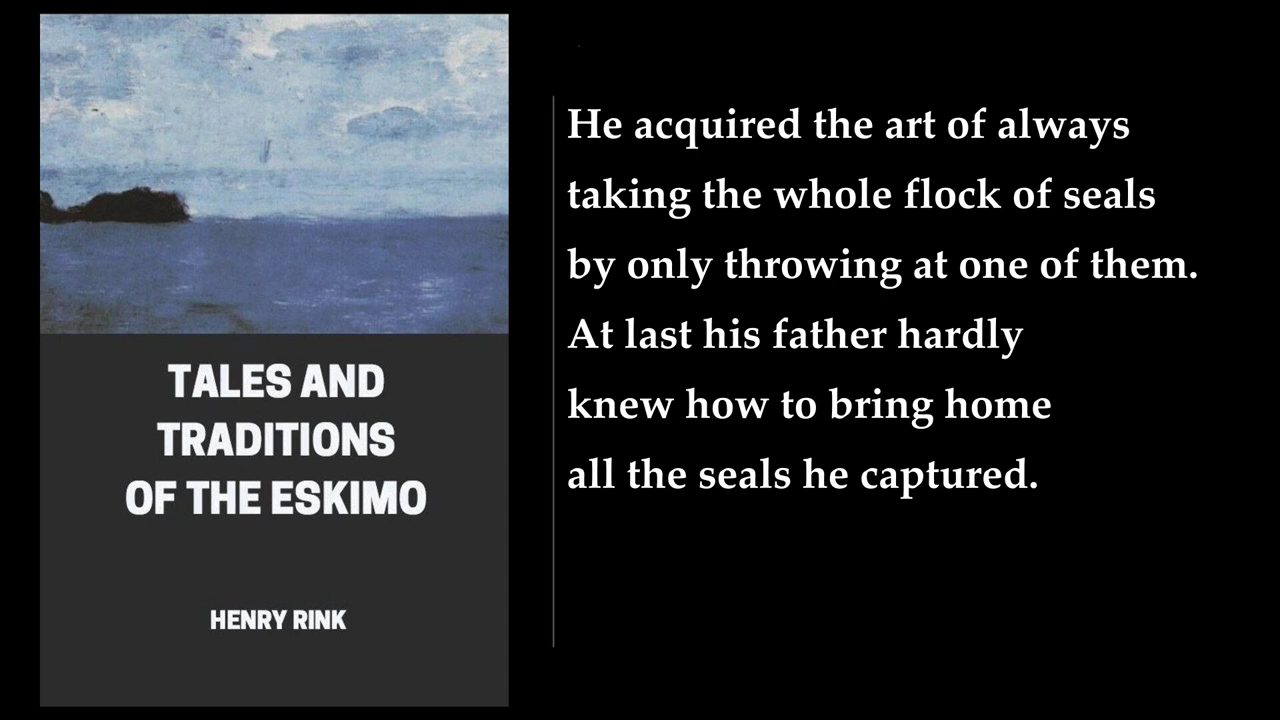 TALES AND
TRADITIONS
OF THE ESKIMO
HENRY RINK
He acquired the art of always
taking the whole flock of seals
by only throwing at one of them.
At last his father hardly
knew how to bring home
all the seals he captured.